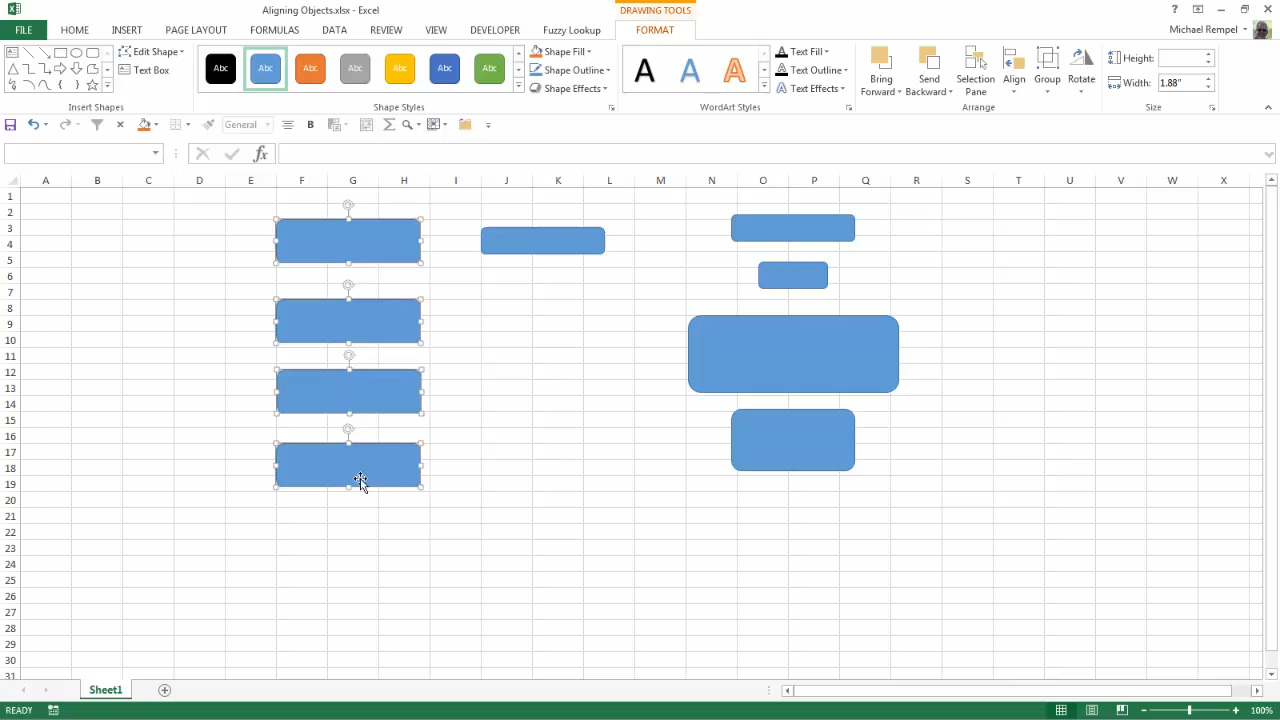 Aligning Objects.xlsx - Excel
DRAWING TOOLS
FILE HOME INSERT PAGE LAYOUT FORMULAS DATA REVIEW VIEW DEVELOPER Fuzzy Lookup FORMAT Michael Rempel
Edit Shape
Text Box
Insert Shapes
Abc Abc Abc Abc Abc Abc Abc
Shape Fill
Shape Outline
Shape Effects
Shape Styles
A A A
Text Fill
Text Outline
Text Effects
WordArt Styles
Bring Forward
Send Backward
Selection Pane
Align
Group
Rotate
Arrange
Height:
Width: 1.88"
Size
General
B
fx
A B C D E F G H I J K L M N O P Q R S T U V W X
1
2
3
4
5
6
7
8
9
10
11
12
13
14
15
16
17
18
19
20
21
22
23
24
25
26
27
28
29
30
31
Sheet1
READY
100%